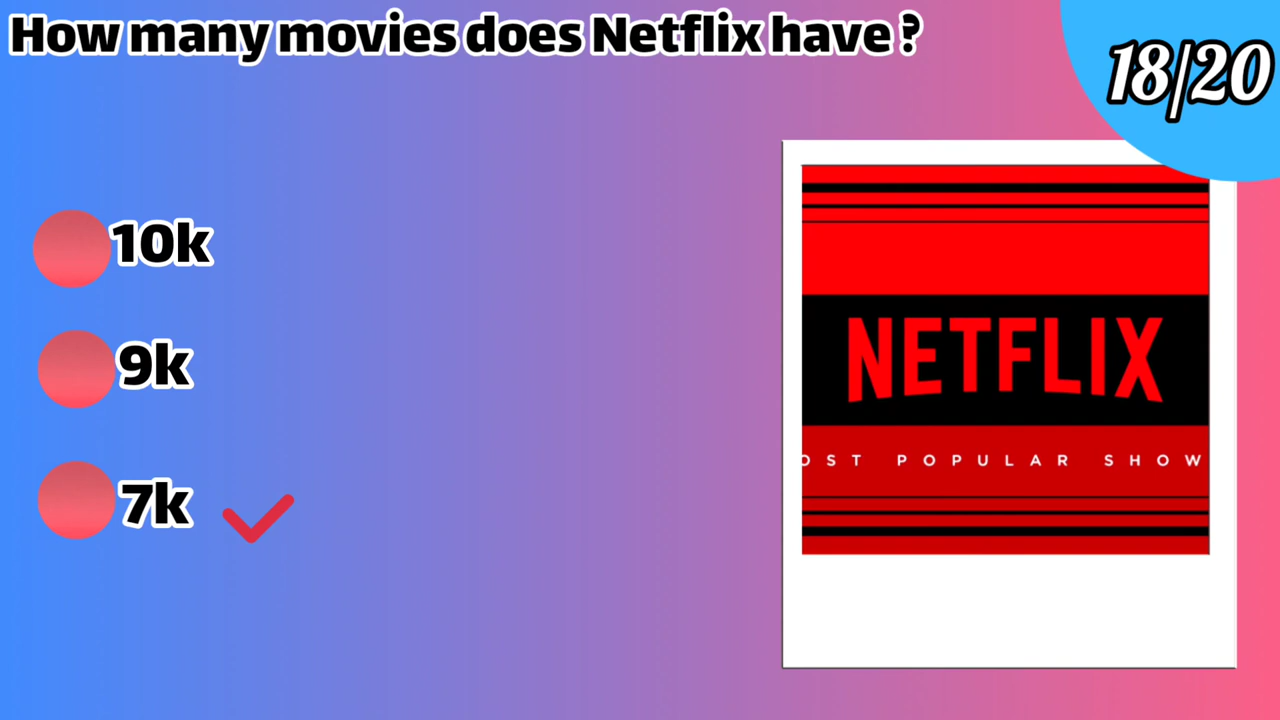 How many movies does Netflix have ?
18/20
10k
9k
7k
NETFLIX
OST POPULAR SHOW